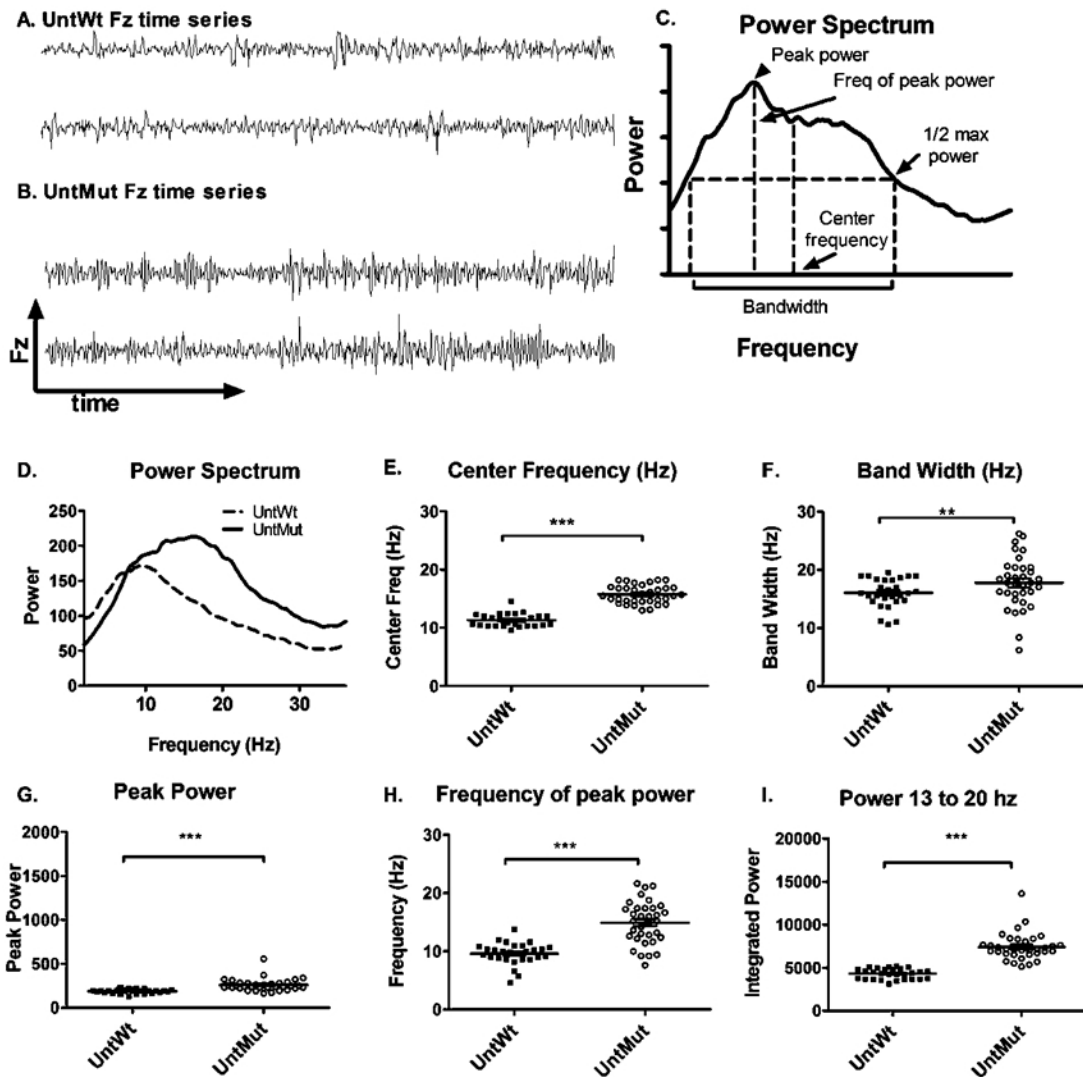 A. UntWt Fz time series
B. UntMut Fz time series
Fz
time
C.
Power Spectrum
Peak power
Freq of peak power
1/2 max
power
Center
frequency
Power
Bandwidth
Frequency
D. Power Spectrum
UntWt
UntMut
250
200
150
100
50
0
Power
10 20 30
Frequency (Hz)
E. Center Frequency (Hz)
***
30
20
10
0
Center Freq (Hz)
UntWt
UntMut
F. Band Width (Hz)
**
30
20
10
0
Band Width (Hz)
UntWt
UntMut
G. Peak Power
***
2000
1500
1000
500
0
Peak Power
UntWt
UntMut
H. Frequency of peak power
***
30
20
10
0
Frequency (Hz)
UntWt
UntMut
I. Power 13 to 20 hz
***
20000
15000
10000
5000
0
Integrated Power
UntWt
UntMut